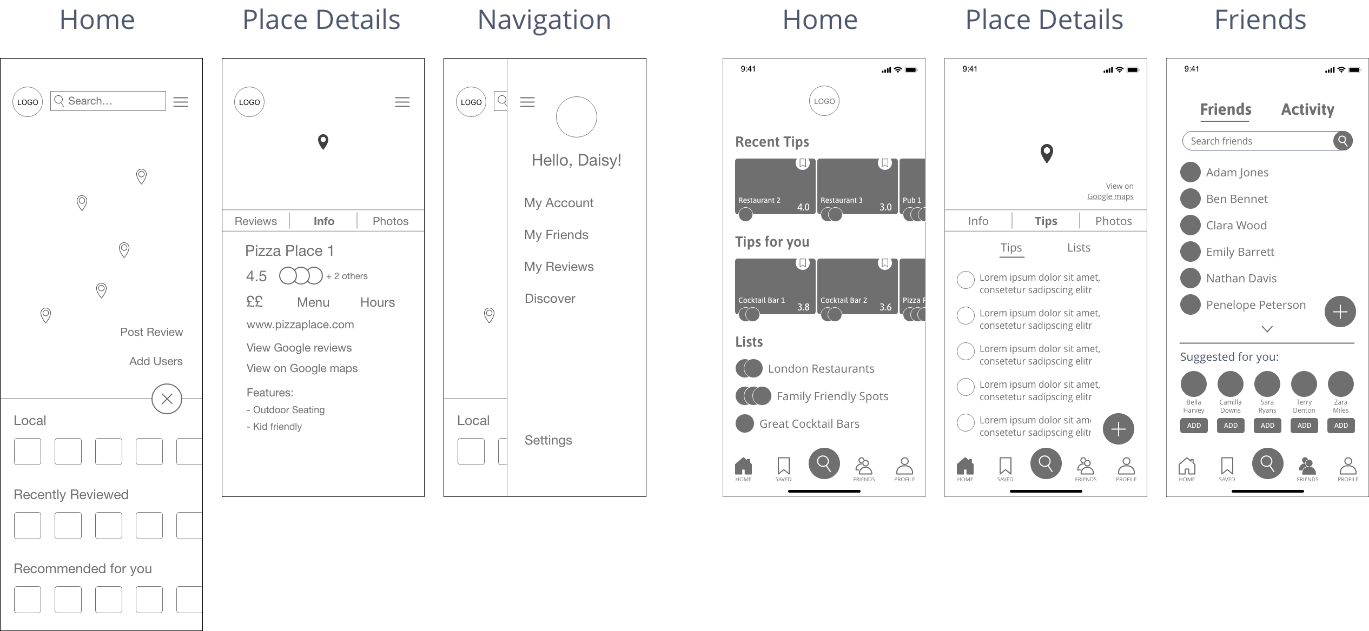 Home
Place Details
Navigation
Home
Place Details
Friends
LOGO
Search...
Post Review
Add Users
Local
Recently Reviewed
Recommended for you
LOGO
Reviews
Info
Photos
Pizza Place 1
4.5
+ 2 others
££
Menu
Hours
www.pizzaplace.com
View Google reviews
View on Google maps
Features:
- Outdoor Seating
- Kid friendly
LOGO
Local
Hello, Daisy!
My Account
My Friends
My Reviews
Discover
Settings
9:41
LOGO
Recent Tips
Restaurant 2
4.0
Restaurant 3
3.0
Pub 1
Tips for you
Cocktail Bar 1
3.8
Cocktail Bar 2
3.6
Pizza P
Lists
London Restaurants
Family Friendly Spots
Great Cocktail Bars
HOME
SAVED
FRIENDS
PROFILE
9:41
View on
Google maps
Info
Tips
Photos
Tips
Lists
Lorem ipsum dolor sit amet,
consetetur sadipscing elitr
Lorem ipsum dolor sit amet,
consetetur sadipscing elitr
Lorem ipsum dolor sit amet,
consetetur sadipscing elitr
Lorem ipsum dolor sit amet,
consetetur sadipscing elitr
Lorem ipsum dolor sit ame
consetetur sadipscing elitr
HOME
SAVED
FRIENDS
PROFILE
9:41
Friends
Activity
Search friends
Adam Jones
Ben Bennet
Clara Wood
Emily Barrett
Nathan Davis
Penelope Peterson
Suggested for you:
Bella
Harvey
Camilla
Downs
Sara
Ryans
Terry
Denton
Zara
Miles
ADD
ADD
ADD
ADD
ADD
HOME
SAVED
FRIENDS
PROFILE